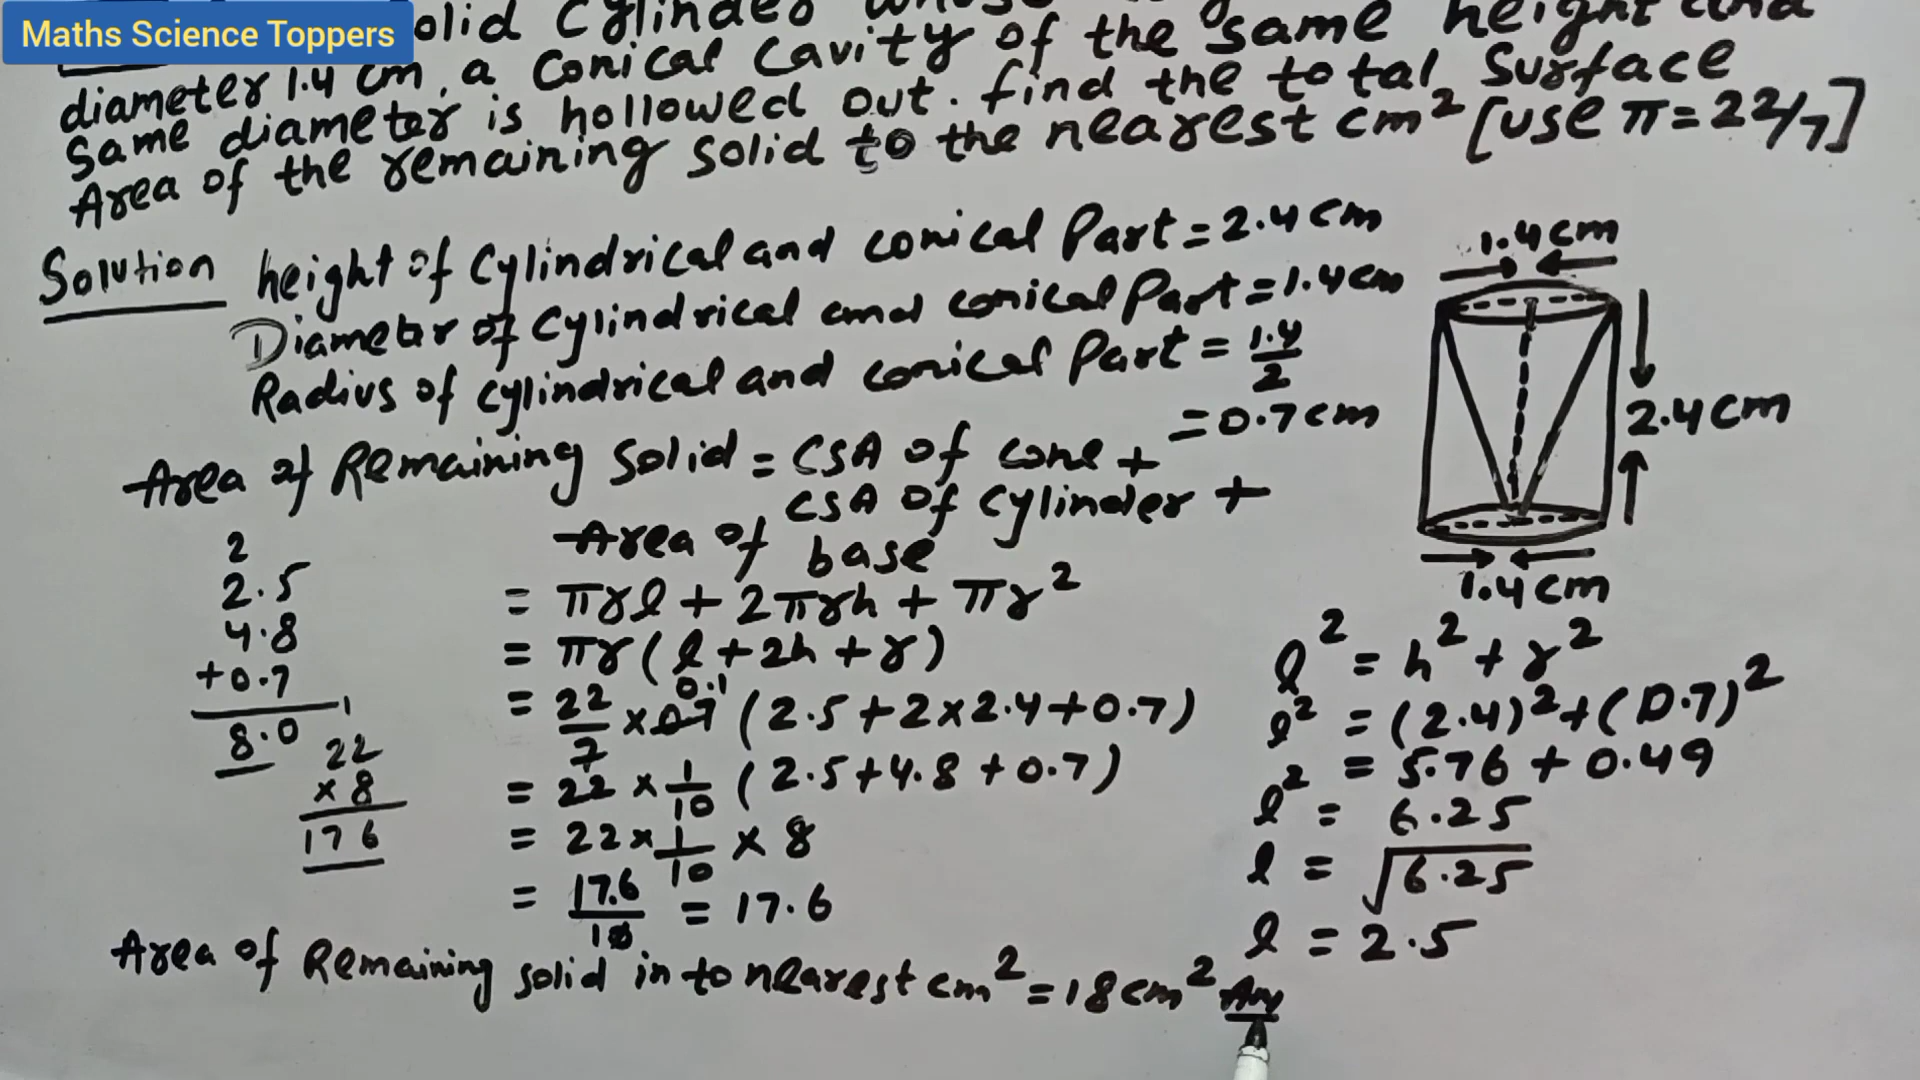 Maths Science Toppers
olid Cylinder
diameter 1.4 cm, a conical cavity of the same height and
same diameter is hollowed out. find the total surface
Area of the remaining solid to the nearest cm² [use π=22/7]
Solution height of cylindrical and conical Part = 2.4 cm
Diameter of cylindrical and conical Part = 1.4 cm
Radius of cylindrical and conical Part = 1.4/2
= 0.7 cm
Area of Remaining solid = CSA of cone +
CSA of cylinder +
Area of base
= πrl + 2πrh + πr²
= πr(l+2h+r)
= 22/7 × 0.7 0.1 (2.5+2×2.4+0.7)
= 22 × 1/10 (2.5+4.8+0.7)
= 22 × 1/10 × 8
= 17.6/10 = 17.6
Area of Remaining solid in to nearest cm² = 18 cm² Ans
2
2.5
4.8
+0.7
8.0
1
22
×8
176
1.4 cm
2.4 cm
1.4 cm
l² = h² + r²
l² = (2.4)² + (0.7)²
l² = 5.76 + 0.49
l² = 6.25
l = √6.25
l = 2.5